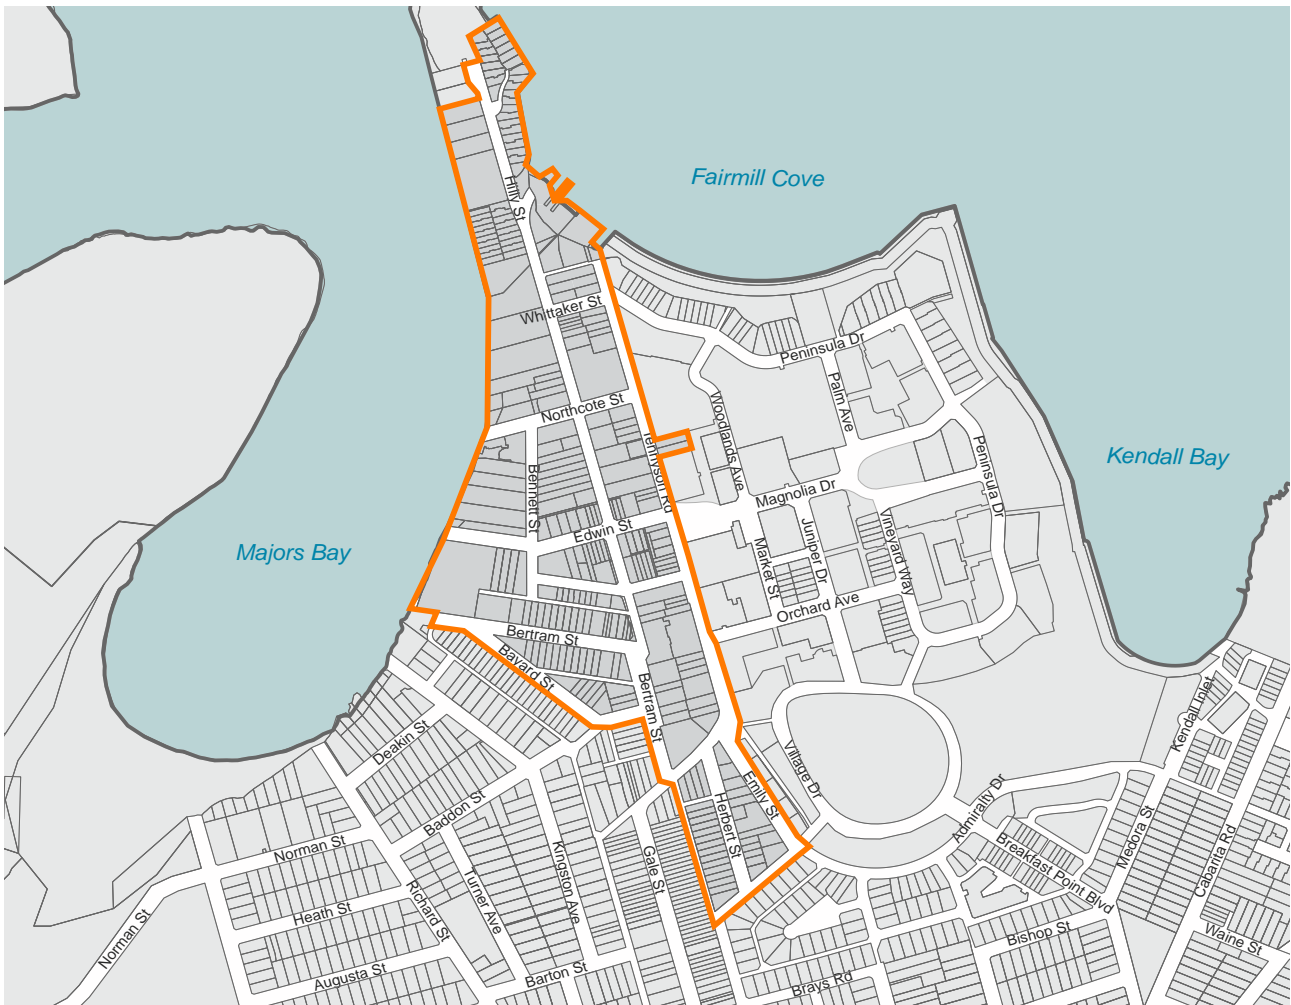 Fairmill Cove
Hilly St
Whittaker St
Peninsula Dr
Palm Ave
Woodlands Ave
Northcote St
Tennyson Rd
Peninsula Dr
Kendall Bay
Bennett St
Magnolia Dr
Edwin St
Vineyard Way
Juniper Dr
Market St
Majors Bay
Orchard Ave
Bertram St
Bayard St
Bertram St
Kendall Inlet
Deakin St
Village Dr
Emily St
Admiralty Dr
Herbert St
Baddon St
Medora St
Cabarita Rd
Norman St
Breakfast Point Blvd
Gale St
Kingston Ave
Turner Ave
Richard St
Heath St
Norman St
Bishop St
Waine St
Augusta St
Barton St
Brays Rd